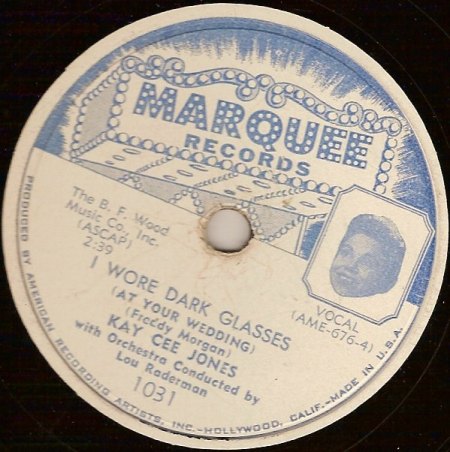 MARQUEE
RECORDS
The B. F. Wood
Music Co., Inc.
(ASCAP)
2:39
VOCAL
(AME-676-4)
I WORE DARK GLASSES
(AT YOUR WEDDING)
(Freddy Morgan)
KAY CEE JONES
with Orchestra Conducted by
Lou Raderman
1031
PRODUCED BY AMERICAN RECORDING ARTISTS, INC.-HOLLYWOOD, CALIF.-MADE IN U.S.A.